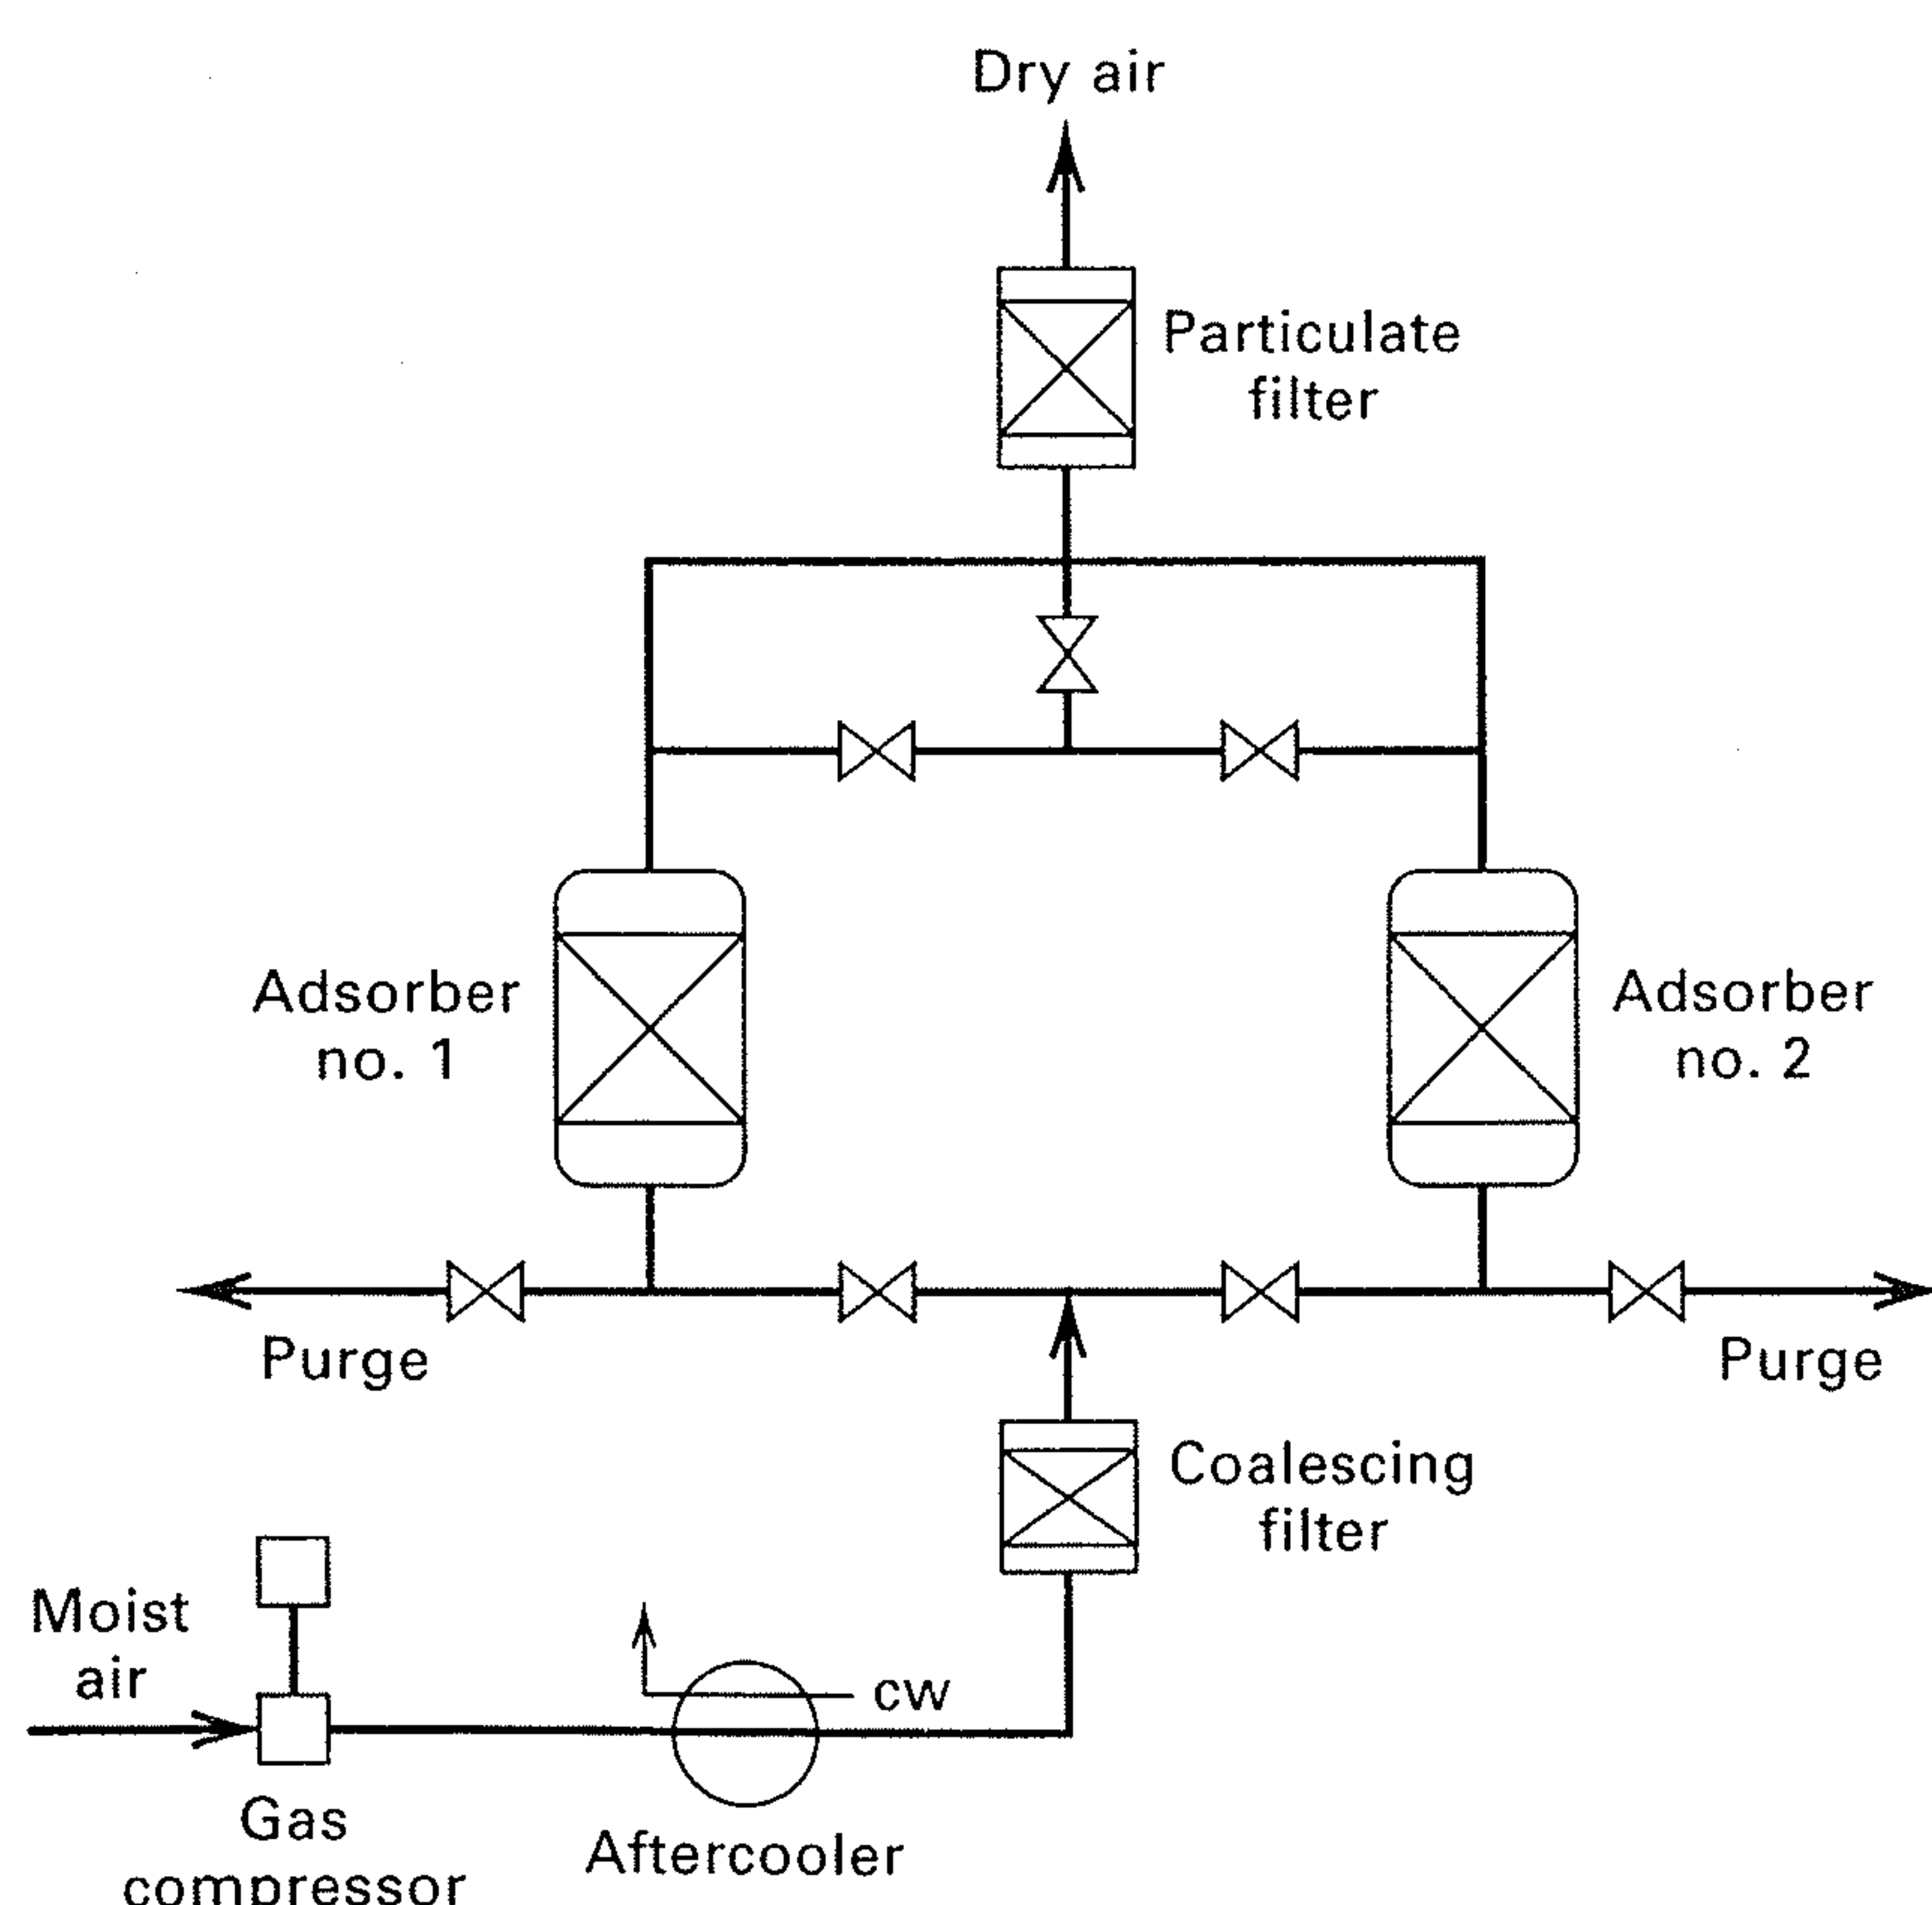 Dry air
Particulate
filter
Adsorber
no. 1
Adsorber
no. 2
Purge
Purge
Coalescing
filter
Moist
air
cw
Gas
compressor
Aftercooler